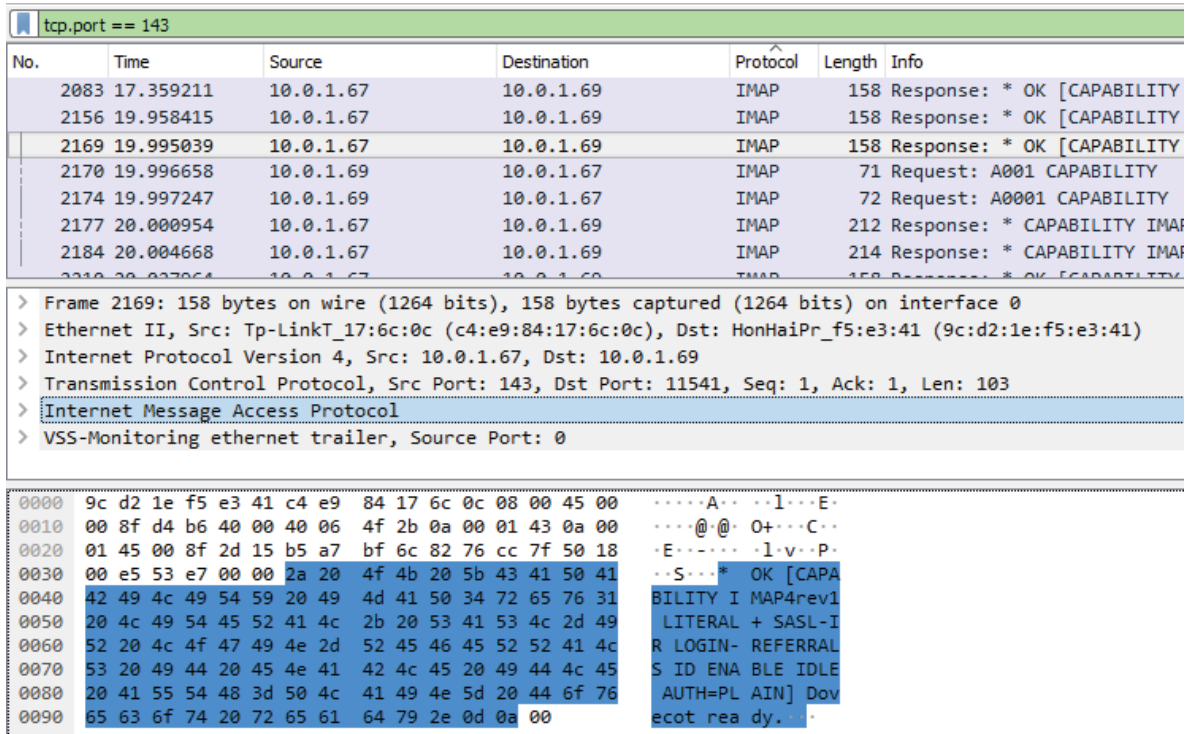 tcp.port == 143
No. Time Source Destination Protocol Length Info
2083 17.359211 10.0.1.67 10.0.1.69 IMAP 158 Response: * OK [CAPABILITY
2156 19.958415 10.0.1.67 10.0.1.69 IMAP 158 Response: * OK [CAPABILITY
2169 19.995039 10.0.1.67 10.0.1.69 IMAP 158 Response: * OK [CAPABILITY
2170 19.996658 10.0.1.69 10.0.1.67 IMAP 71 Request: A001 CAPABILITY
2174 19.997247 10.0.1.69 10.0.1.67 IMAP 72 Request: A0001 CAPABILITY
2177 20.000954 10.0.1.67 10.0.1.69 IMAP 212 Response: * CAPABILITY IMAP
2184 20.004668 10.0.1.67 10.0.1.69 IMAP 214 Response: * CAPABILITY IMAP
> Frame 2169: 158 bytes on wire (1264 bits), 158 bytes captured (1264 bits) on interface 0
> Ethernet II, Src: Tp-LinkT_17:6c:0c (c4:e9:84:17:6c:0c), Dst: HonHaiPr_f5:e3:41 (9c:d2:1e:f5:e3:41)
> Internet Protocol Version 4, Src: 10.0.1.67, Dst: 10.0.1.69
> Transmission Control Protocol, Src Port: 143, Dst Port: 11541, Seq: 1, Ack: 1, Len: 103
> Internet Message Access Protocol
> VSS-Monitoring ethernet trailer, Source Port: 0
0000 9c d2 1e f5 e3 41 c4 e9 84 17 6c 0c 08 00 45 00 ·····A·· ··l···E·
0010 00 8f d4 b6 40 00 40 06 4f 2b 0a 00 01 43 0a 00 ····@·@· O+···C··
0020 01 45 00 8f 2d 15 b5 a7 bf 6c 82 76 cc 7f 50 18 ·E··-··· ·l·v··P·
0030 00 e5 53 e7 00 00 2a 20 4f 4b 20 5b 43 41 50 41 ··S···* OK [CAPA
0040 42 49 4c 49 54 59 20 49 4d 41 50 34 72 65 76 31 BILITY I MAP4rev1
0050 20 4c 49 54 45 52 41 4c 2b 20 53 41 53 4c 2d 49 LITERAL + SASL-I
0060 52 20 4c 4f 47 49 4e 2d 52 45 46 45 52 52 41 4c R LOGIN- REFERRAL
0070 53 20 49 44 20 45 4e 41 42 4c 45 20 49 44 4c 45 S ID ENA BLE IDLE
0080 20 41 55 54 48 3d 50 4c 41 49 4e 5d 20 44 6f 76 AUTH=PL AIN] Dov
0090 65 63 6f 74 20 72 65 61 64 79 2e 0d 0a 00 ecot rea dy.···